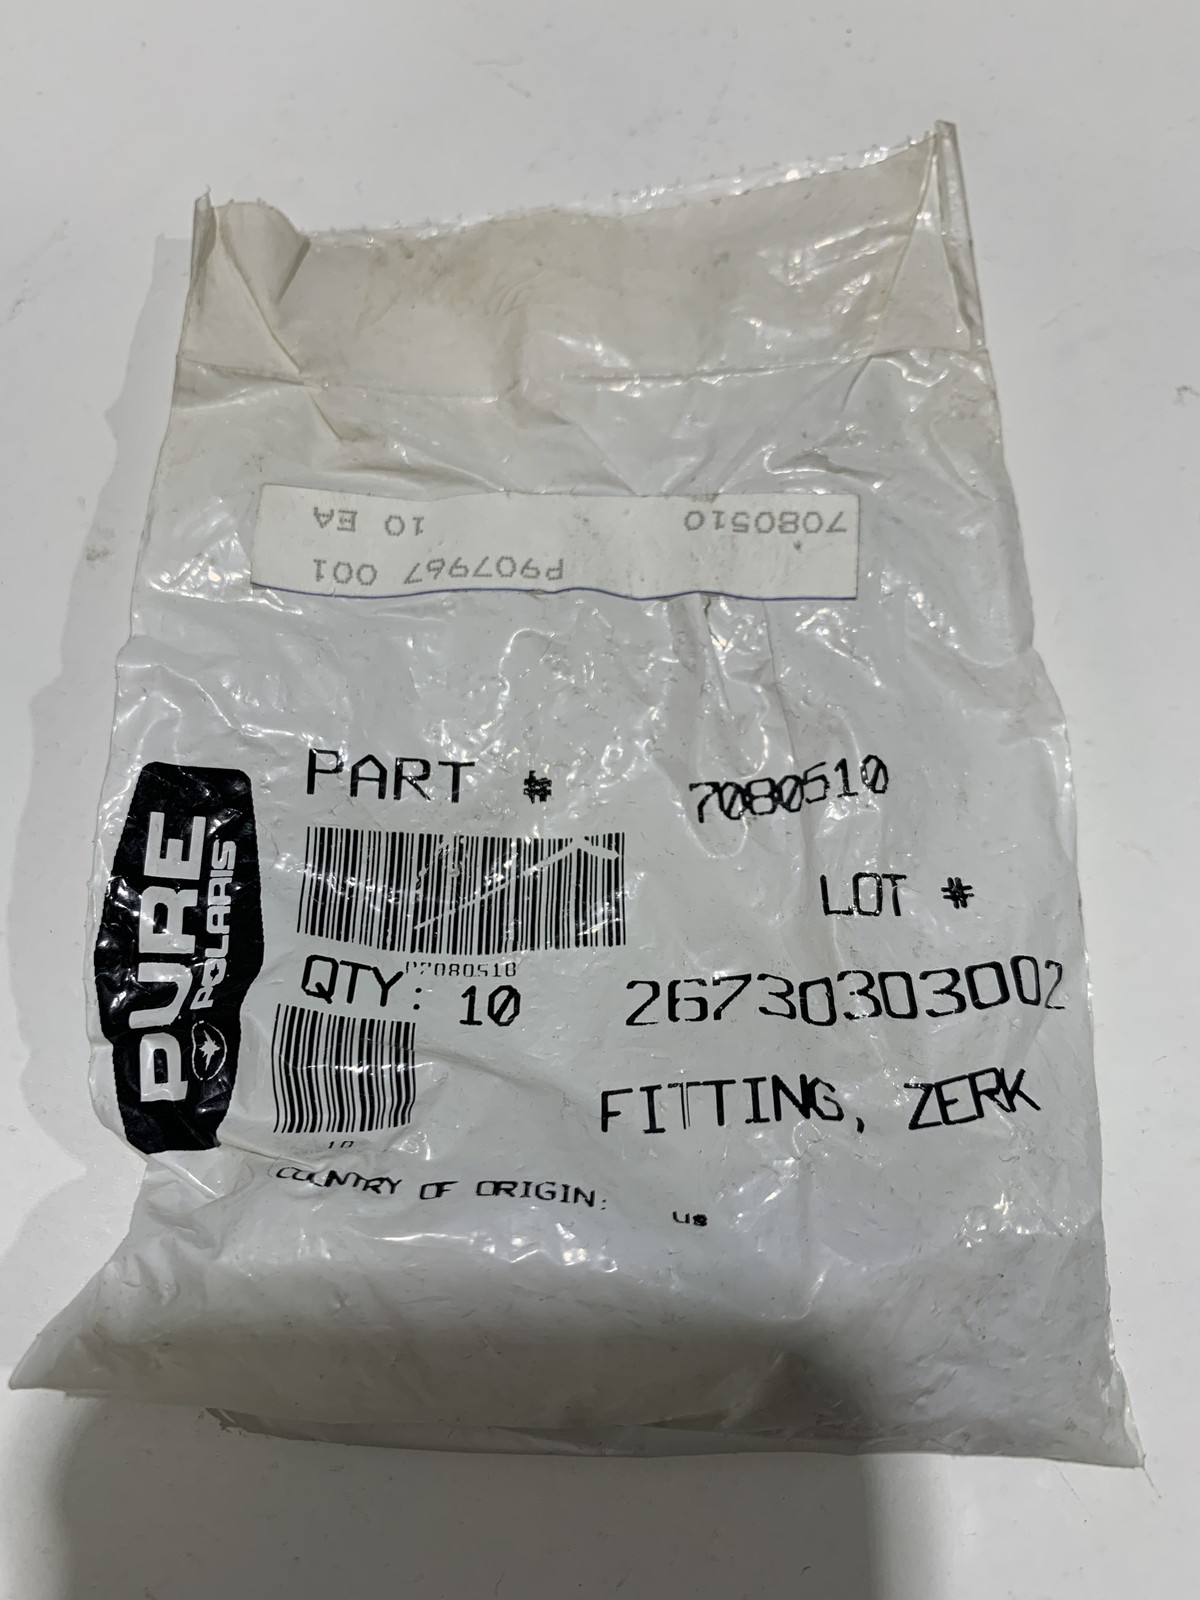 7080510 10 EA
P907967 001
PURE
POLARIS
PART # 7080510
P7080510
LOT #
QTY: 10
26730303002
10
FITTING, ZERK
COUNTRY OF ORIGIN: US